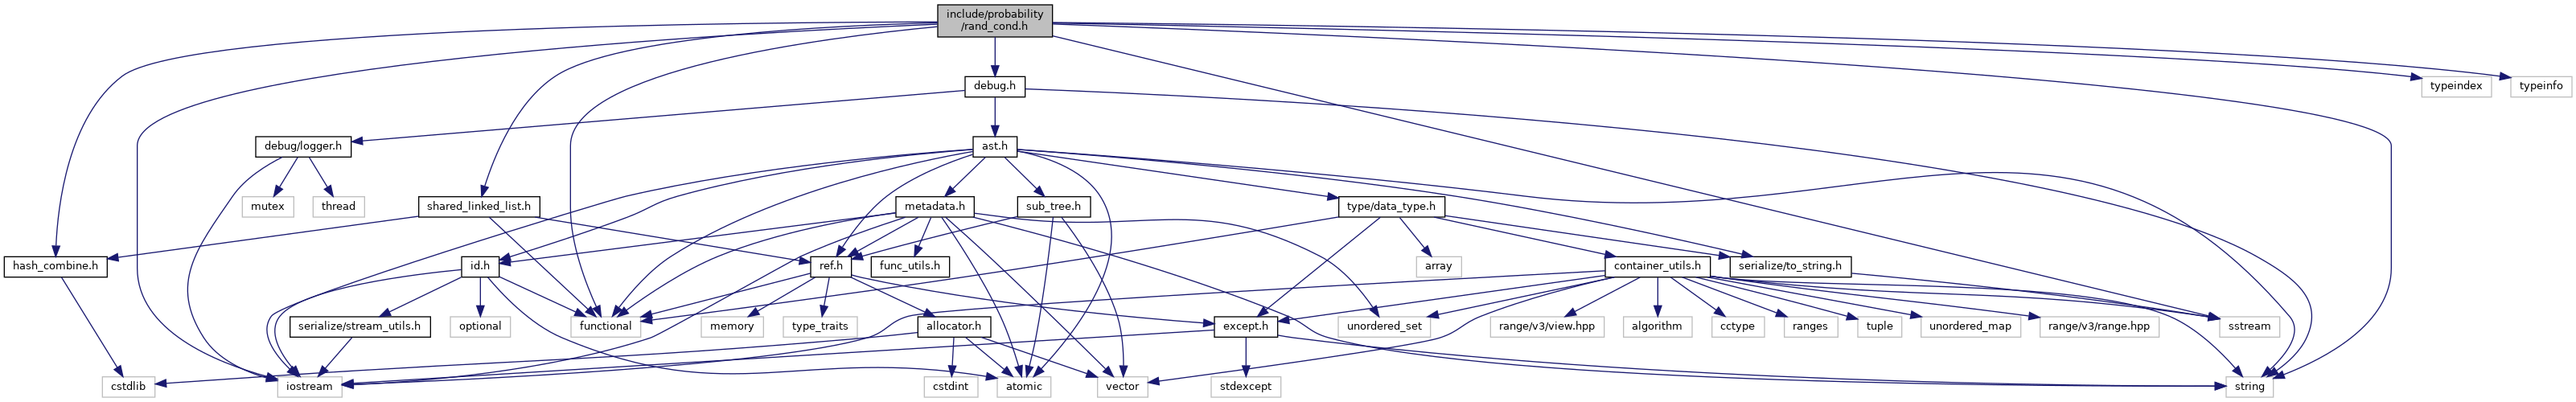 include/probability
/rand_cond.h
debug.h
typeindex
typeinfo
debug/logger.h
ast.h
mutex
thread
shared_linked_list.h
metadata.h
sub_tree.h
type/data_type.h
hash_combine.h
id.h
ref.h
func_utils.h
array
container_utils.h
serialize/to_string.h
serialize/stream_utils.h
optional
functional
memory
type_traits
allocator.h
except.h
unordered_set
range/v3/view.hpp
algorithm
cctype
ranges
tuple
unordered_map
range/v3/range.hpp
sstream
cstdlib
iostream
cstdint
atomic
vector
stdexcept
string